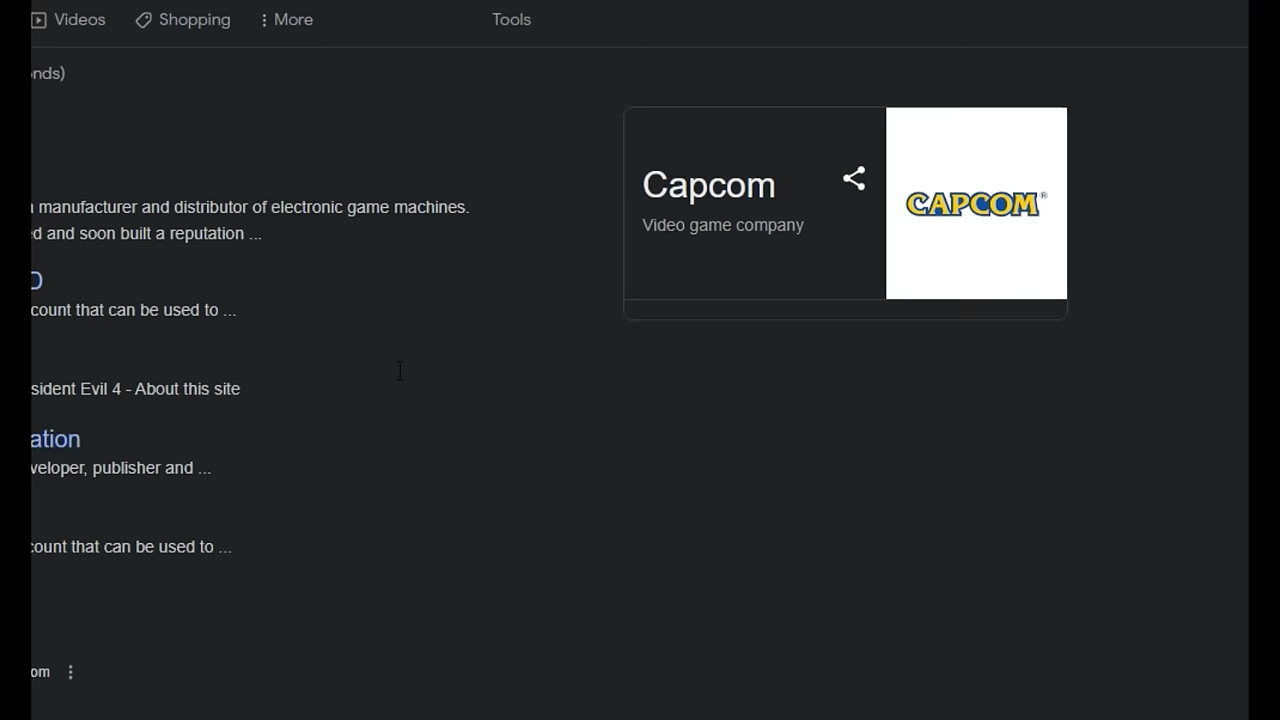 Videos Shopping More Tools
onds)
manufacturer and distributor of electronic game machines.
d and soon built a reputation ...
D
count that can be used to ...
sident Evil 4 - About this site
ation
veloper, publisher and ...
count that can be used to ...
om
Capcom
Video game company
CAPCOM®